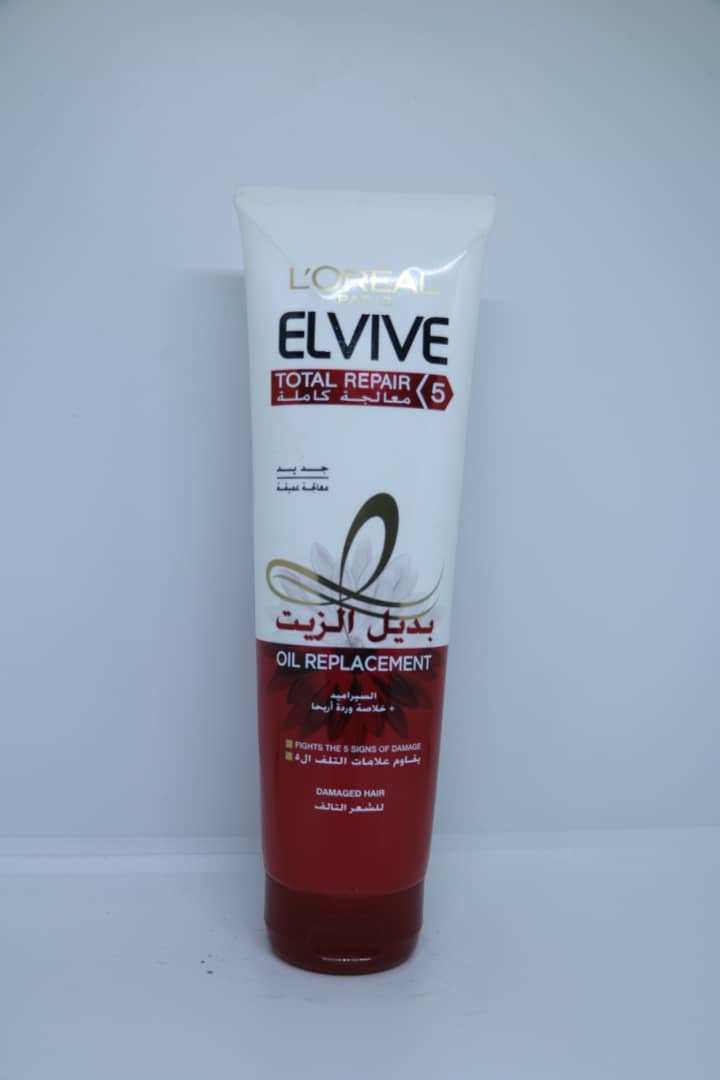 L'ORÉAL
PARIS
ELVIVE
TOTAL REPAIR 5
معالجة كاملة
جديد
معالجة عميقة
بديل الزيت
OIL REPLACEMENT
السيراميد
+ خلاصة وردة أريحا
FIGHTS THE 5 SIGNS OF DAMAGE
يقاوم علامات التلف ال٥
DAMAGED HAIR
للشعر التالف